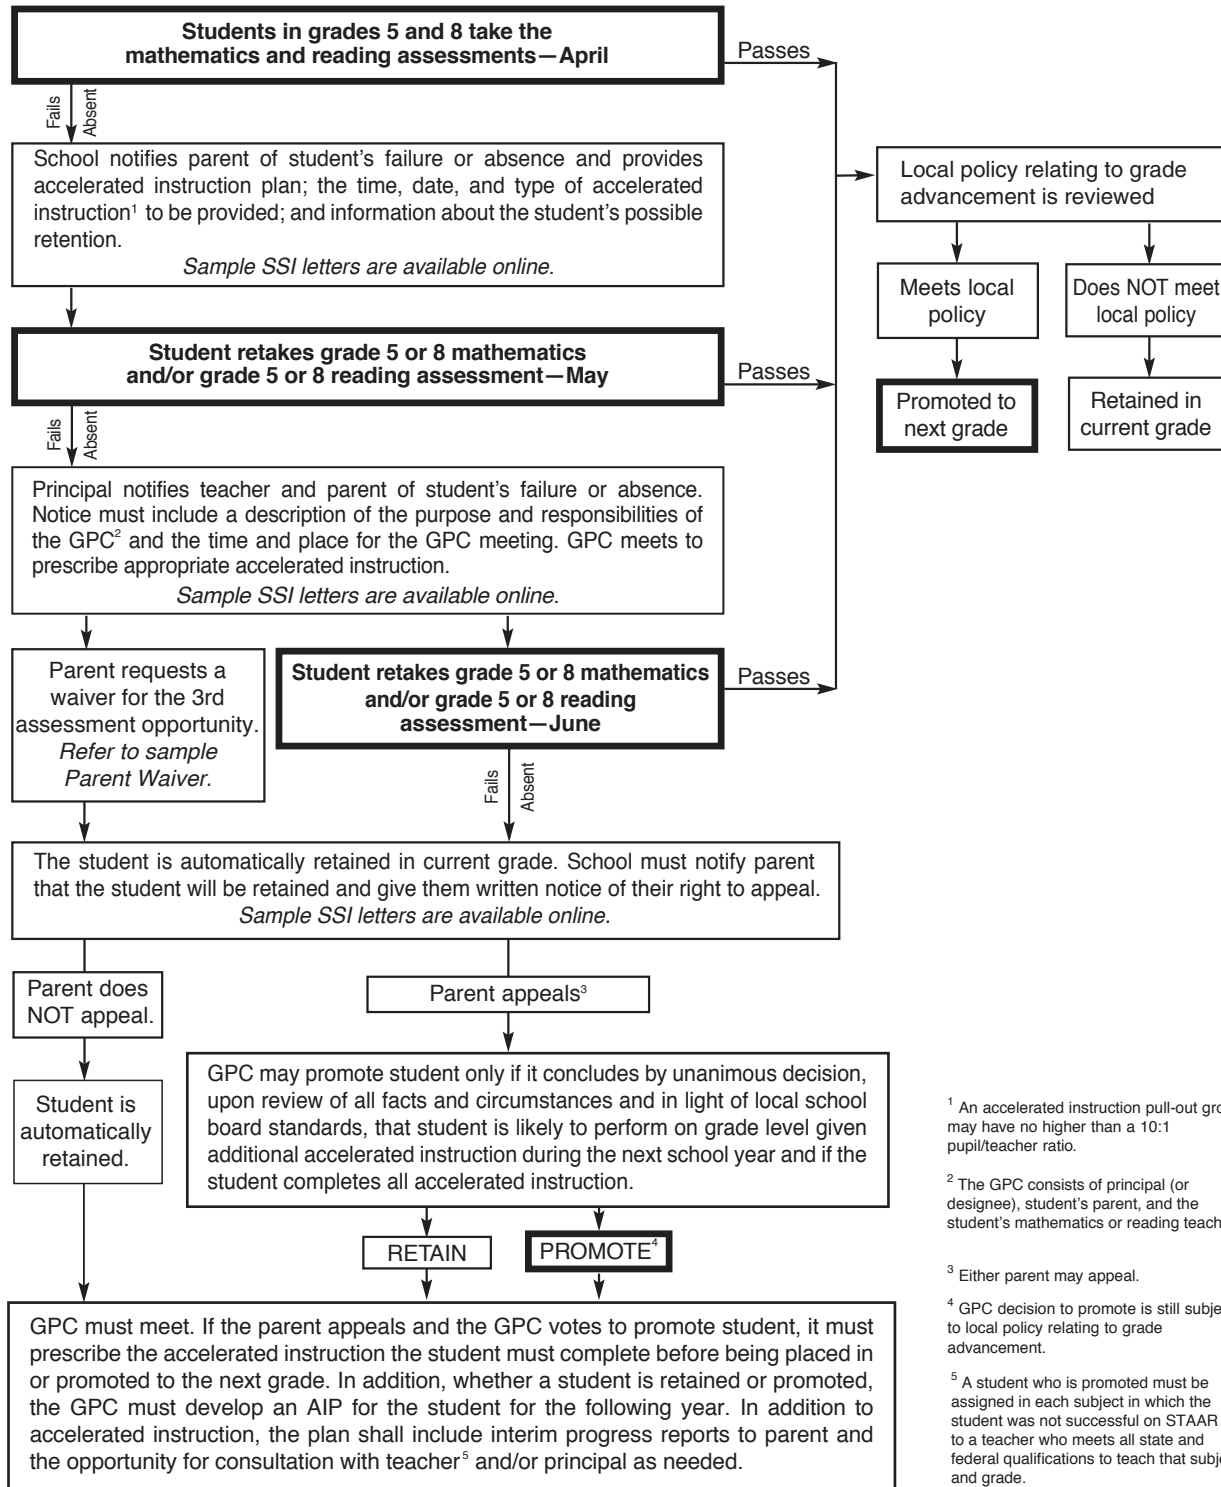 Students in grades 5 and 8 take the
mathematics and reading assessments—April
Passes
Fails
Absent
School notifies parent of student's failure or absence and provides
accelerated instruction plan; the time, date, and type of accelerated
instruction¹ to be provided; and information about the student's possible
retention.
Sample SSI letters are available online.
Local policy relating to grade
advancement is reviewed
Meets local
policy
Does NOT meet
local policy
Promoted to
next grade
Retained in
current grade
Student retakes grade 5 or 8 mathematics
and/or grade 5 or 8 reading assessment—May
Passes
Fails
Absent
Principal notifies teacher and parent of student's failure or absence.
Notice must include a description of the purpose and responsibilities of
the GPC² and the time and place for the GPC meeting. GPC meets to
prescribe appropriate accelerated instruction.
Sample SSI letters are available online.
Parent requests a
waiver for the 3rd
assessment opportunity.
Refer to sample
Parent Waiver.
Student retakes grade 5 or 8 mathematics
and/or grade 5 or 8 reading
assessment—June
Passes
Fails
Absent
The student is automatically retained in current grade. School must notify parent
that the student will be retained and give them written notice of their right to appeal.
Sample SSI letters are available online.
Parent does
NOT appeal.
Parent appeals³
Student is
automatically
retained.
GPC may promote student only if it concludes by unanimous decision,
upon review of all facts and circumstances and in light of local school
board standards, that student is likely to perform on grade level given
additional accelerated instruction during the next school year and if the
student completes all accelerated instruction.
RETAIN
PROMOTE⁴
GPC must meet. If the parent appeals and the GPC votes to promote student, it must
prescribe the accelerated instruction the student must complete before being placed in
or promoted to the next grade. In addition, whether a student is retained or promoted,
the GPC must develop an AIP for the student for the following year. In addition to
accelerated instruction, the plan shall include interim progress reports to parent and
the opportunity for consultation with teacher⁵ and/or principal as needed.
¹ An accelerated instruction pull-out
may have no higher than a 10:1
pupil/teacher ratio.
² The GPC consists of principal (or
designee), student's parent, and the
student's mathematics or reading
³ Either parent may appeal.
⁴ GPC decision to promote is still
to local policy relating to grade
advancement.
⁵ A student who is promoted must be
assigned in each subject in which the
student was not successful on STAAR
to a teacher who meets all state and
federal qualifications to teach that
and grade.